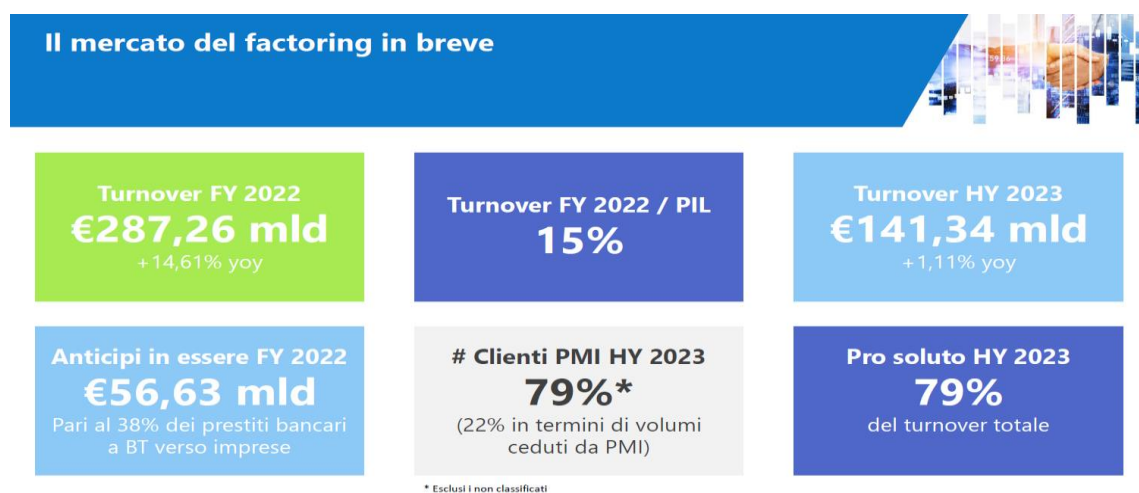 Il mercato del factoring in breve
Turnover FY 2022
€287,26 mld
+14,61% yoy
Turnover FY 2022 / PIL
15%
Turnover HY 2023
€141,34 mld
+1,11% yoy
Anticipi in essere FY 2022
€56,63 mld
Pari al 38% dei prestiti bancari
a BT verso imprese
# Clienti PMI HY 2023
79%*
(22% in termini di volumi
ceduti da PMI)
Pro soluto HY 2023
79%
del turnover totale
* Esclusi i non classificati